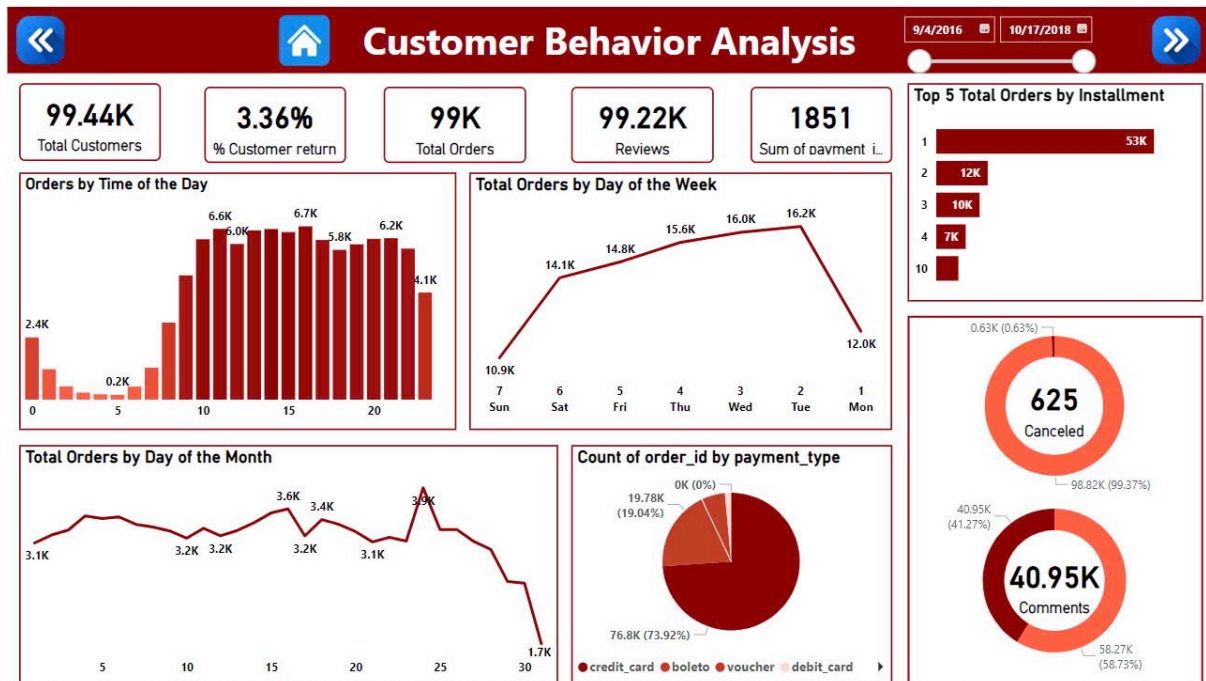 Customer Behavior Analysis
9/4/2016
10/17/2018
99.44K
Total Customers
3.36%
% Customer return
99K
Total Orders
99.22K
Reviews
1851
Sum of payment_i...
Top 5 Total Orders by Installment
1
53K
2
12K
3
10K
4
7K
10
Orders by Time of the Day
2.4K
0.2K
6.6K
6.0K
6.7K
5.8K
6.2K
4.1K
0 5 10 15 20
Total Orders by Day of the Week
10.9K
14.1K
14.8K
15.6K
16.0K
16.2K
12.0K
7 6 5 4 3 2 1
Sun Sat Fri Thu Wed Tue Mon
0.63K (0.63%)
625
Canceled
98.82K (99.37%)
Total Orders by Day of the Month
3.1K
3.2K
3.2K
3.6K
3.2K
3.4K
3.1K
3.9K
1.7K
5 10 15 20 25 30
Count of order_id by payment_type
0K (0%)
19.78K
(19.04%)
76.8K (73.92%)
credit_card boleto voucher debit_card
40.95K
(41.27%)
40.95K
Comments
58.27K
(58.73%)